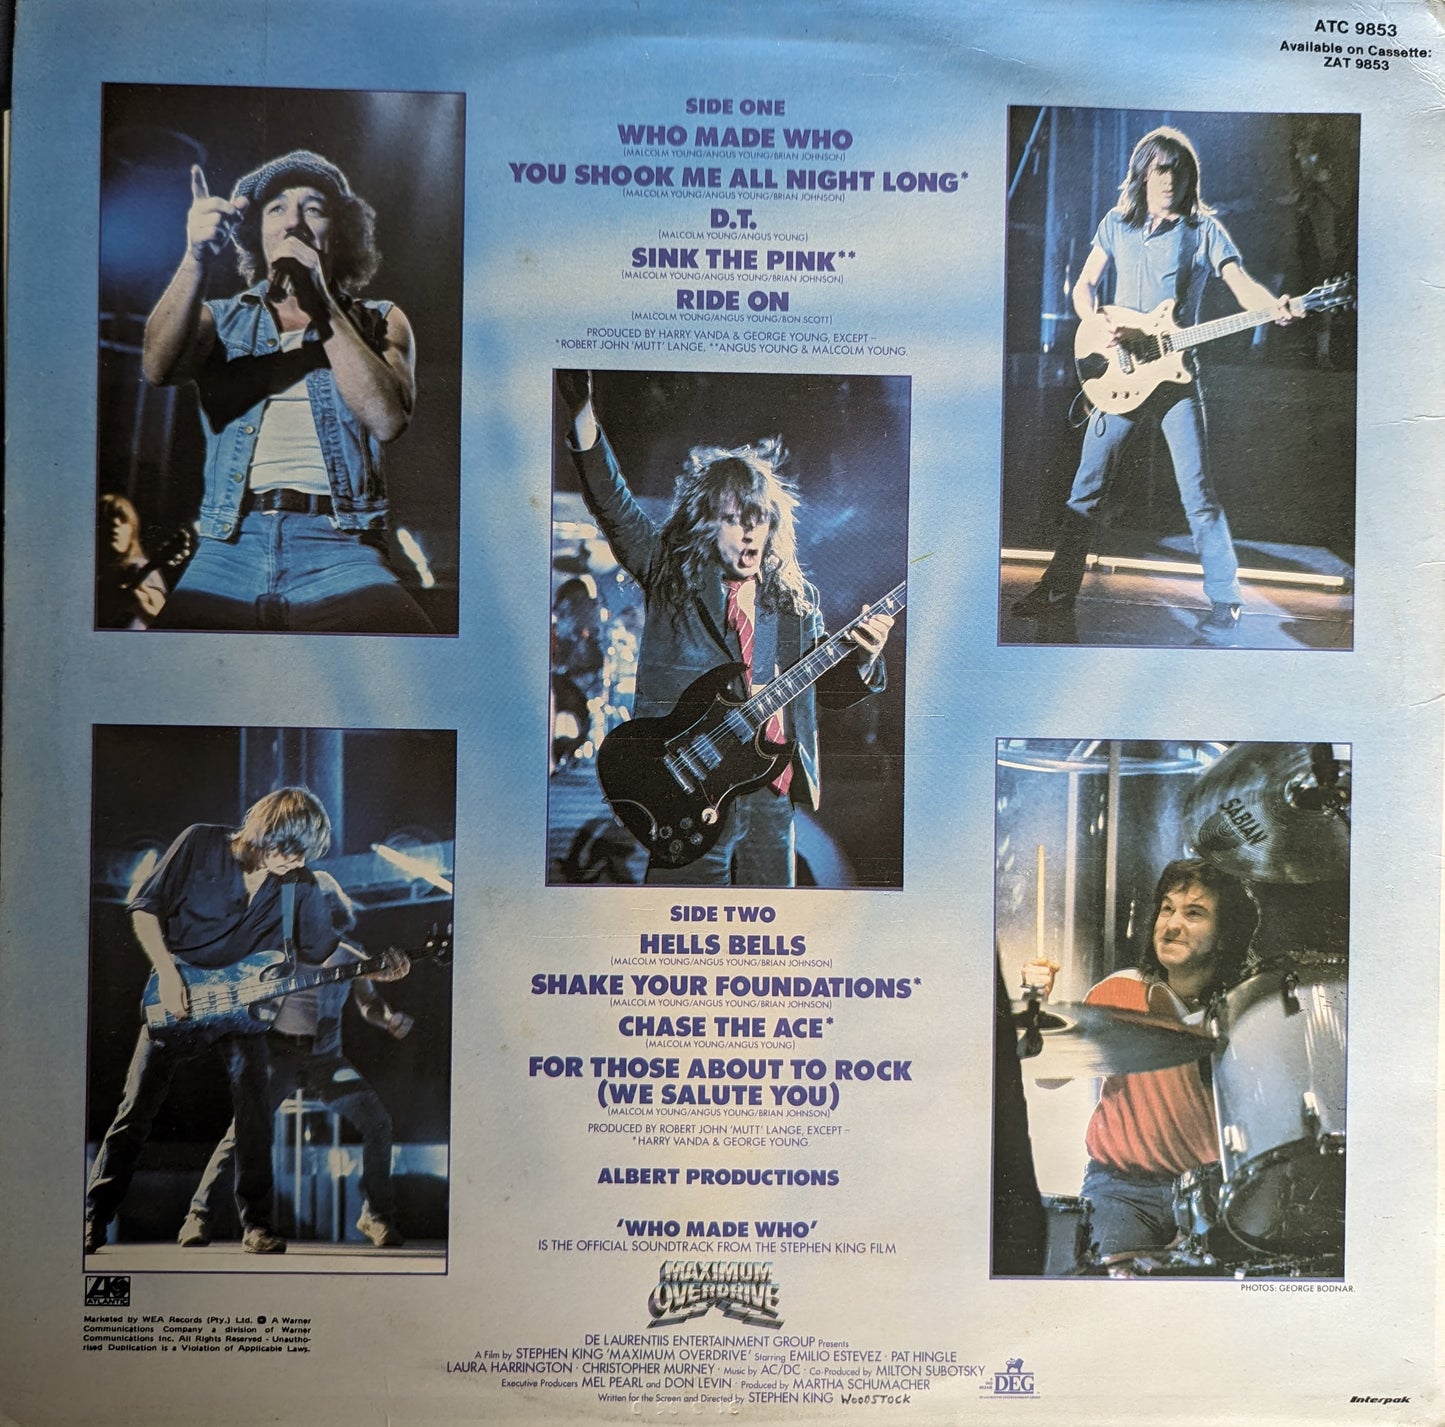 ATC 9853
Available on Cassette:
ZAT 9853
SIDE ONE
WHO MADE WHO
(MALCOLM YOUNG/ANGUS YOUNG/BRIAN JOHNSON)
YOU SHOOK ME ALL NIGHT LONG*
(MALCOLM YOUNG/ANGUS YOUNG/BRIAN JOHNSON)
D.T.
(MALCOLM YOUNG/ANGUS YOUNG)
SINK THE PINK**
(MALCOLM YOUNG/ANGUS YOUNG/BRIAN JOHNSON)
RIDE ON
(MALCOLM YOUNG/ANGUS YOUNG/BON SCOTT)
PRODUCED BY HARRY VANDA & GEORGE YOUNG, EXCEPT –
*ROBERT JOHN 'MUTT' LANGE, **ANGUS YOUNG & MALCOLM YOUNG.
SABIAN
SIDE TWO
HELLS BELLS
(MALCOLM YOUNG/ANGUS YOUNG/BRIAN JOHNSON)
SHAKE YOUR FOUNDATIONS*
(MALCOLM YOUNG/ANGUS YOUNG/BRIAN JOHNSON)
CHASE THE ACE*
(MALCOLM YOUNG/ANGUS YOUNG)
FOR THOSE ABOUT TO ROCK
(WE SALUTE YOU)
(MALCOLM YOUNG/ANGUS YOUNG/BRIAN JOHNSON)
PRODUCED BY ROBERT JOHN 'MUTT' LANGE, EXCEPT –
*HARRY VANDA & GEORGE YOUNG.
ALBERT PRODUCTIONS
'WHO MADE WHO'
IS THE OFFICIAL SOUNDTRACK FROM THE STEPHEN KING FILM
MAXIMUM
OVERDRIVE
PHOTOS: GEORGE BODNAR.
ATLANTIC
Marketed by WEA Records (Pty.) Ltd. A Warner
Communications Company a division of Warner
Communications Inc. All Rights Reserved - Unautho-
rised Duplication is a Violation of Applicable Laws.
DE LAURENTIIS ENTERTAINMENT GROUP Presents
A Film by STEPHEN KING 'MAXIMUM OVERDRIVE' Starring EMILIO ESTEVEZ · PAT HINGLE
LAURA HARRINGTON · CHRISTOPHER MURNEY · Music by AC/DC · Co-Produced by MILTON SUBOTSKY
Executive Producers MEL PEARL and DON LEVIN · Produced by MARTHA SCHUMACHER
Written for the Screen and Directed by STEPHEN KING WOODSTOCK
DEG
Interpak